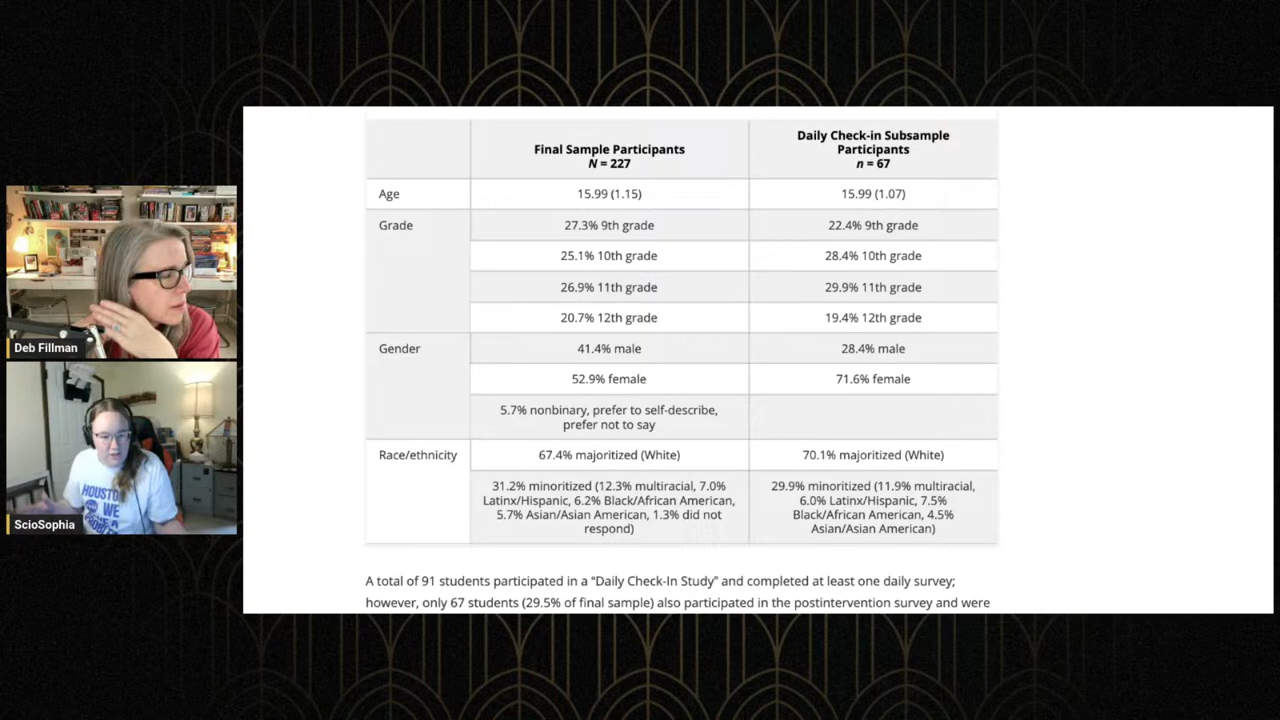 Final Sample Participants
N = 227
Daily Check-in Subsample
Participants
n = 67
Age
15.99 (1.15)
15.99 (1.07)
Grade
27.3% 9th grade
22.4% 9th grade
25.1% 10th grade
28.4% 10th grade
26.9% 11th grade
29.9% 11th grade
20.7% 12th grade
19.4% 12th grade
Gender
41.4% male
28.4% male
52.9% female
71.6% female
5.7% nonbinary, prefer to self-describe,
prefer not to say
Race/ethnicity
67.4% majoritized (White)
70.1% majoritized (White)
31.2% minoritized (12.3% multiracial, 7.0%
Latinx/Hispanic, 6.2% Black/African American,
5.7% Asian/Asian American, 1.3% did not
respond)
29.9% minoritized (11.9% multiracial,
6.0% Latinx/Hispanic, 7.5%
Black/African American, 4.5%
Asian/Asian American)
A total of 91 students participated in a “Daily Check-In Study” and completed at least one daily survey;
however, only 67 students (29.5% of final sample) also participated in the postintervention survey and were
Deb Fillman
HOUSTON
WE
ScioSophia